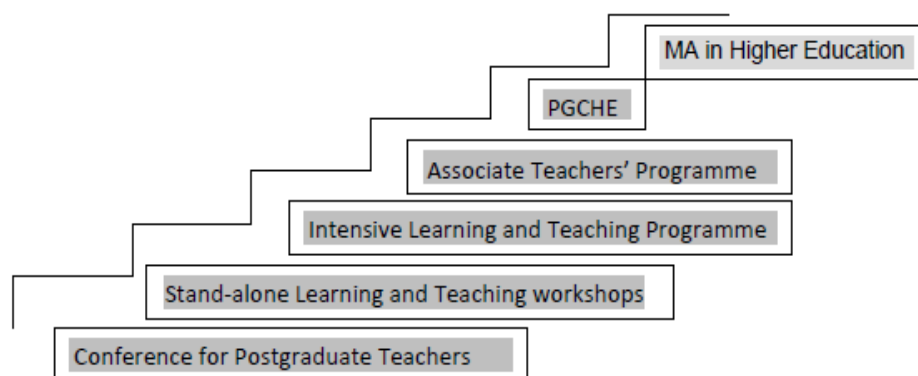 MA in Higher Education
PGCHE
Associate Teachers’ Programme
Intensive Learning and Teaching Programme
Stand-alone Learning and Teaching workshops
Conference for Postgraduate Teachers